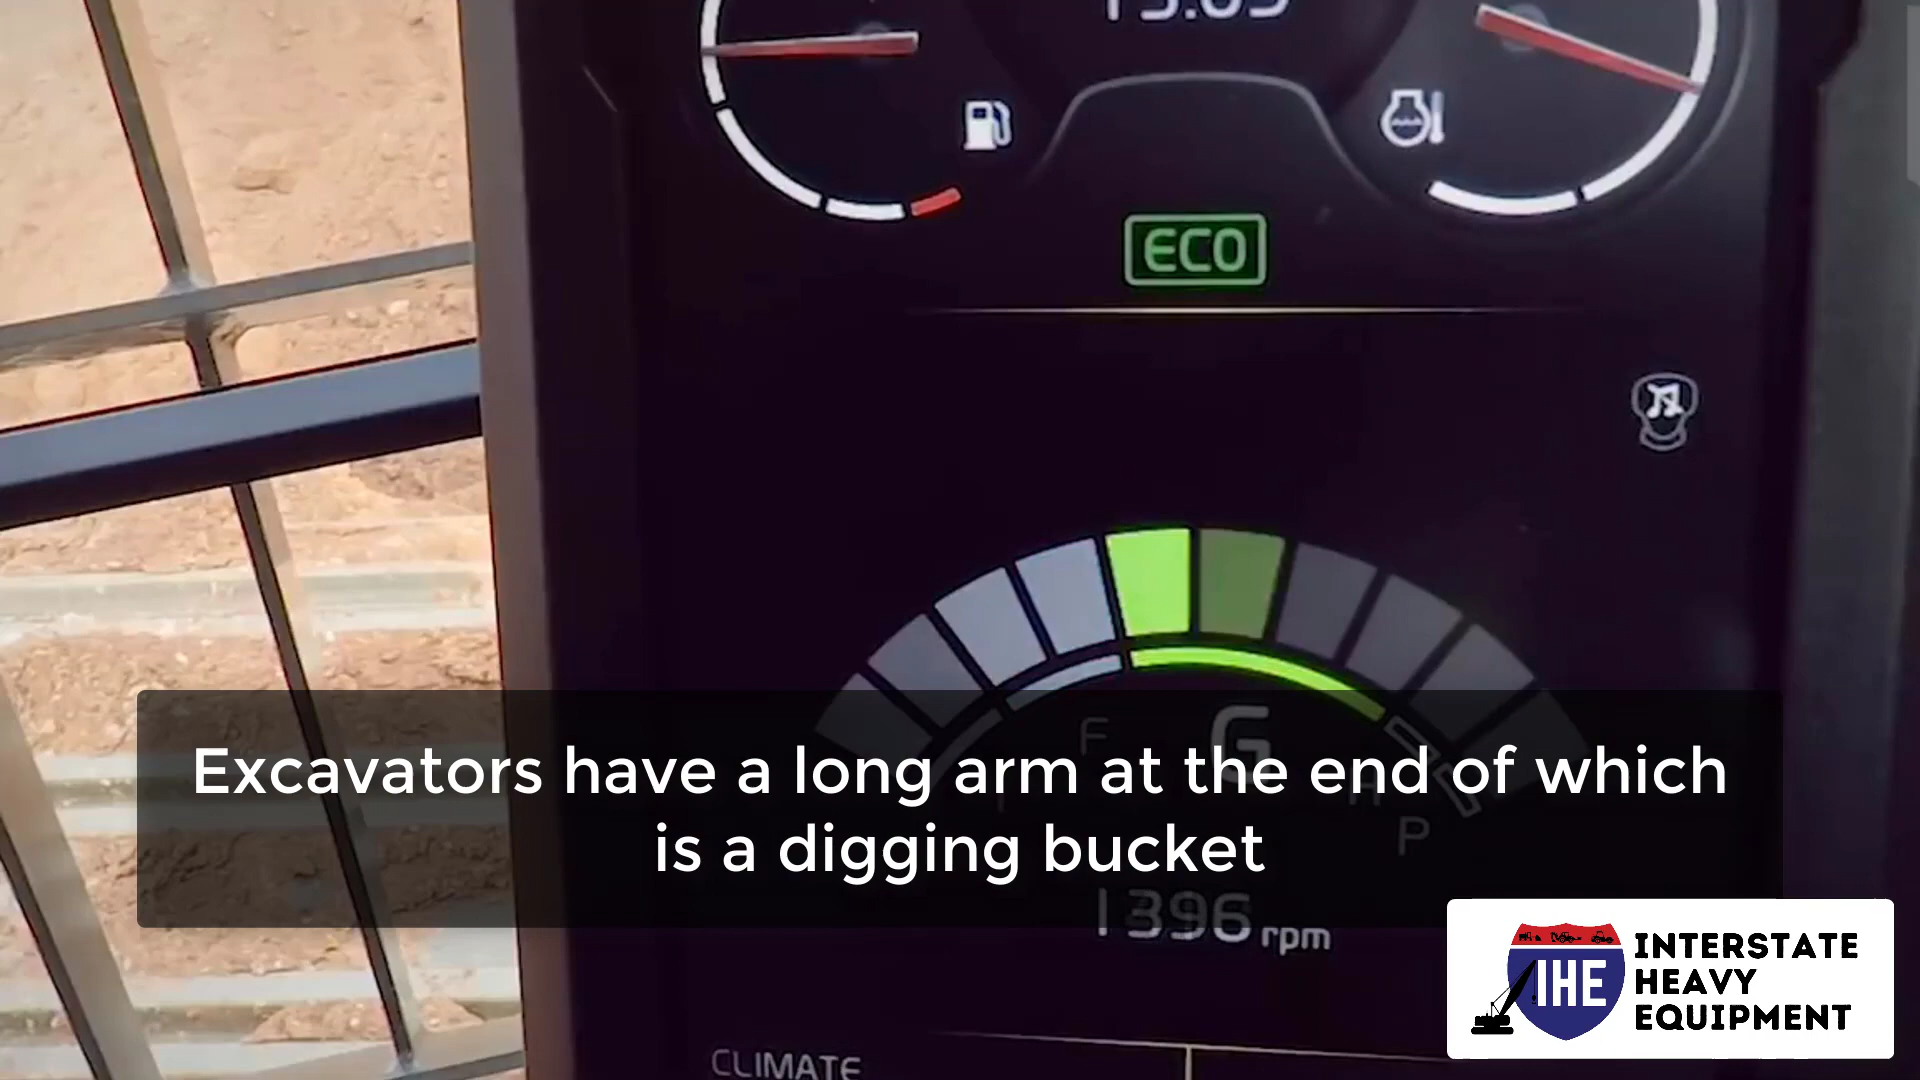 ECO
F
G
Excavators have a long arm at the end of which
is a digging bucket
P
1396 rpm
IHE
INTERSTATE
HEAVY
EQUIPMENT
CLIMATE